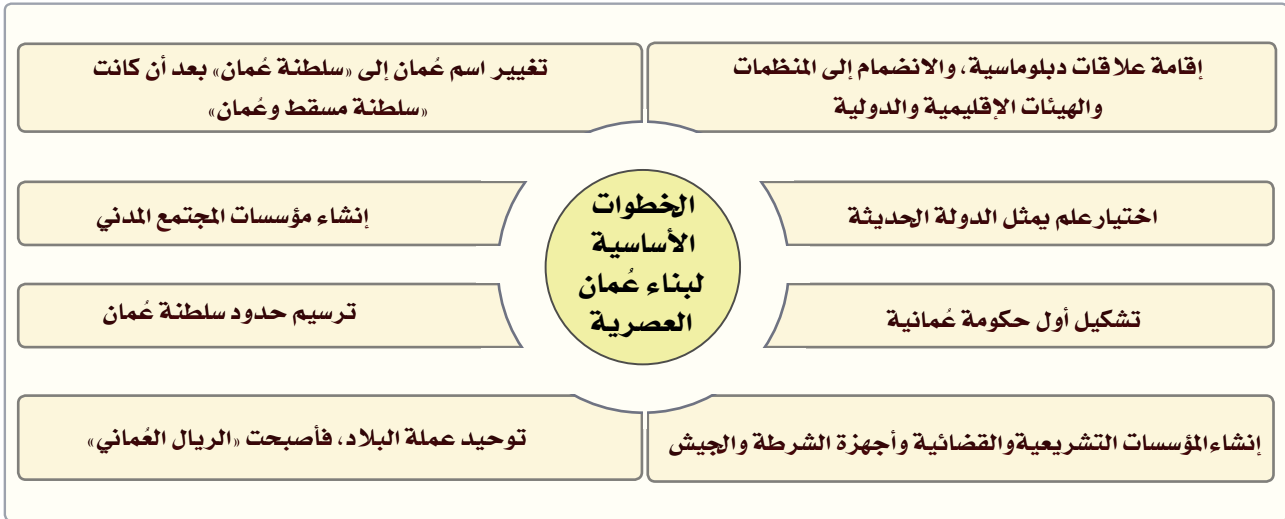 إقامة علاقات دبلوماسية، والانضمام إلى المنظمات
والهيئات الإقليمية والدولية
تغيير اسم عُمان إلى «سلطنة عُمان» بعد أن كانت
«سلطنة مسقط وعُمان»
الخطوات
الأساسية
لبناء عُمان
العصرية
اختيار علم يمثل الدولة الحديثة
إنشاء مؤسسات المجتمع المدني
تشكيل أول حكومة عُمانية
ترسيم حدود سلطنة عُمان
إنشاء المؤسسات التشريعية والقضائية وأجهزة الشرطة والجيش
توحيد عملة البلاد، فأصبحت «الريال العُماني»